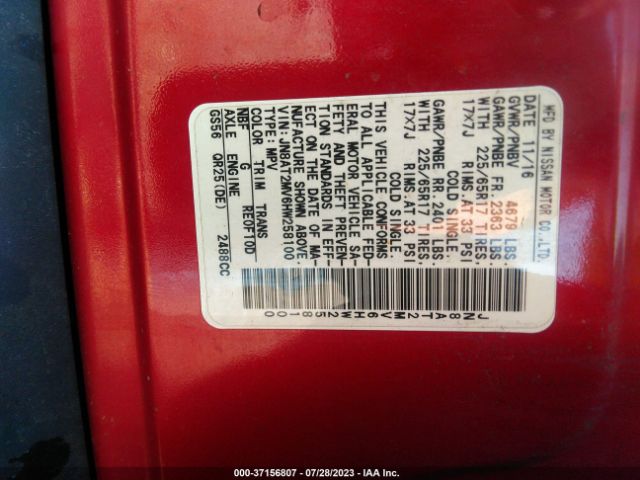 MFD BY NISSAN MOTOR CO.,LTD.
DATE 11/16
GVWR/PNBV 4679 LBS.
GAWR/PNBE FR. 2363 LBS.
WITH 225/65R17 TIRES,
17X7J RIMS, AT 33 PSI
COLD SINGLE.
GAWR/PNBE RR. 2401 LBS.
WITH 225/65R17 TIRES,
17X7J RIMS, AT 33 PSI
COLD SINGLE.
THIS VEHICLE CONFORMS
TO ALL APPLICABLE FED-
ERAL MOTOR VEHICLE SA-
FETY AND THEFT PREVEN-
TION STANDARDS IN EFF-
ECT ON THE DATE OF MA-
NUFACTURE SHOWN ABOVE.
VIN:JN8AT2MV6HW258100
TYPE:MPV
COLOR TRIM TRANS
NBF G RE0F10D
AXLE ENGINE
GS56 QR25(DE) 2488CC
JN8AT2MV6HW258100
000-37156807 / 07/28/2023 - IAA Inc.